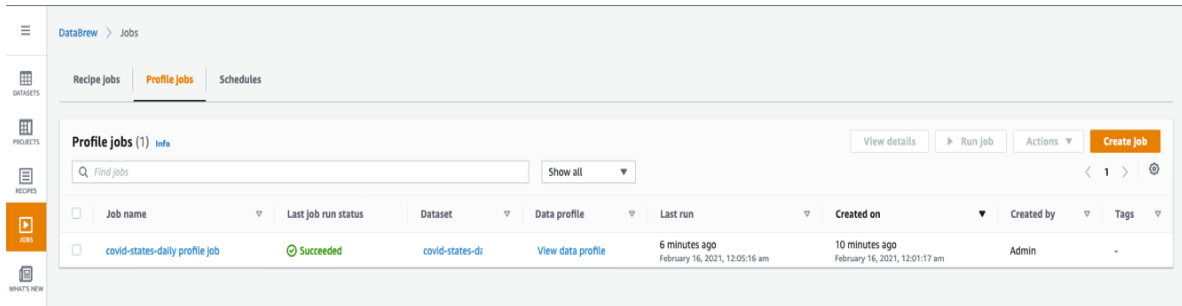 DataBrew > Jobs
DATASETS
PROJECTS
RECIPES
JOBS
WHAT'S NEW
Recipe jobs Profile jobs Schedules
Profile jobs (1) Info
View details Run job Actions Create job
Find jobs
Show all
< 1 >
Job name Last job run status Dataset Data profile Last run Created on Created by Tags
covid-states-daily profile job Succeeded covid-states-da View data profile 6 minutes ago 10 minutes ago Admin -
February 16, 2021, 12:05:16 am February 16, 2021, 12:01:17 am